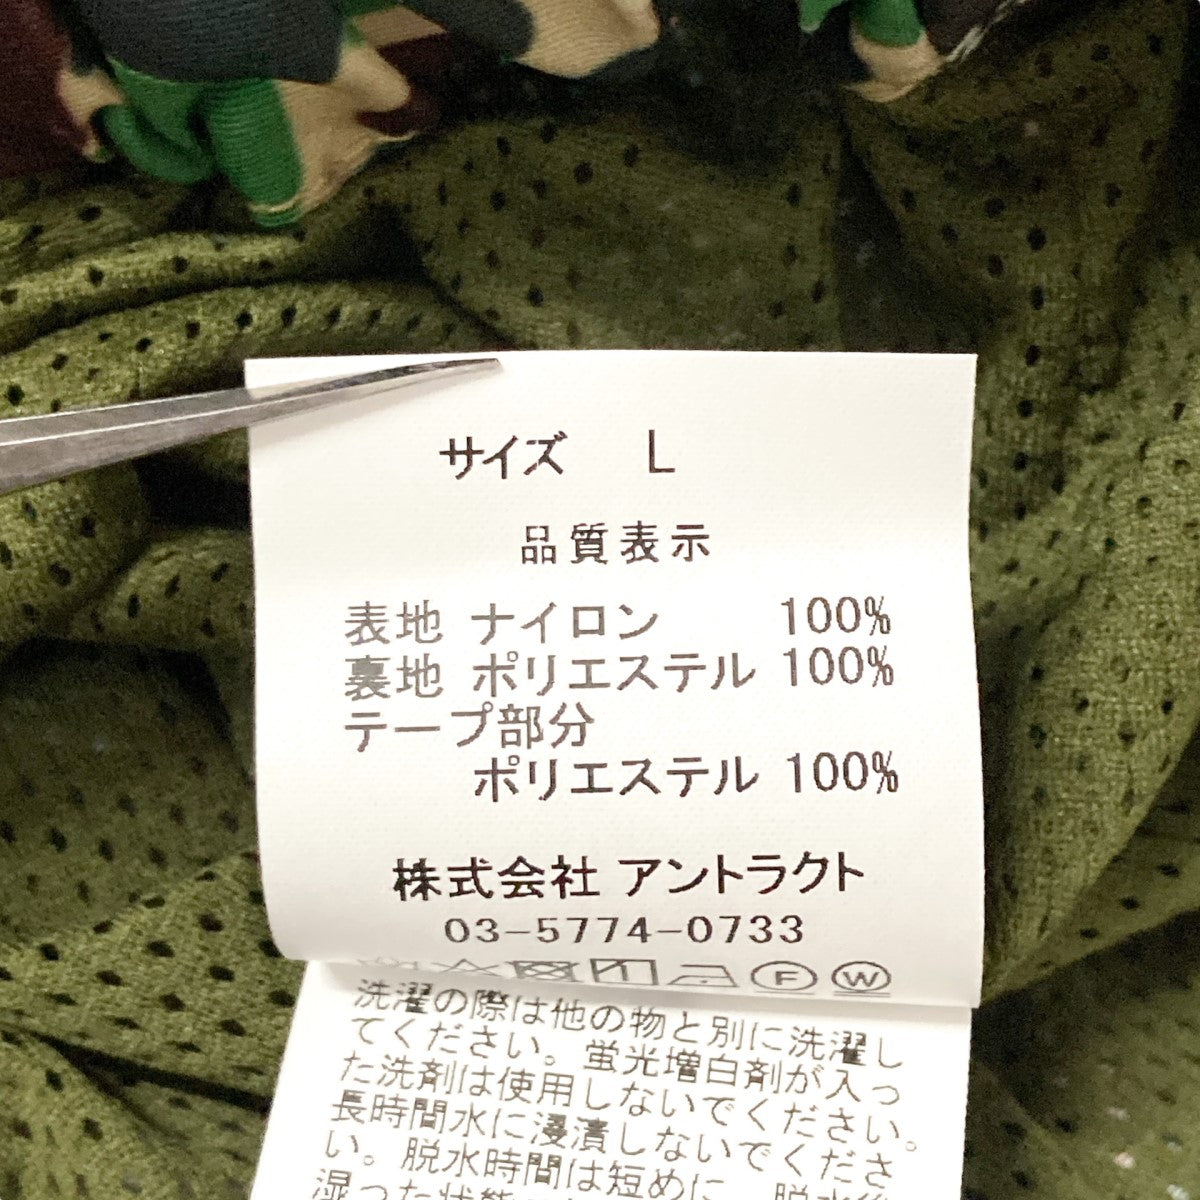 サイズ L
品質表示
表地 ナイロン 100%
裏地 ポリエステル 100%
テープ部分
ポリエステル 100%
株式会社 アントラクト
03-5774-0733
F W
洗濯の際は他の物と別に洗濯し
てください。蛍光増白剤が入っ
た洗剤は使用しないでください。
長時間水に浸漬しないでくださ
い。脱水時間は短めに、脱水後
湿った状態